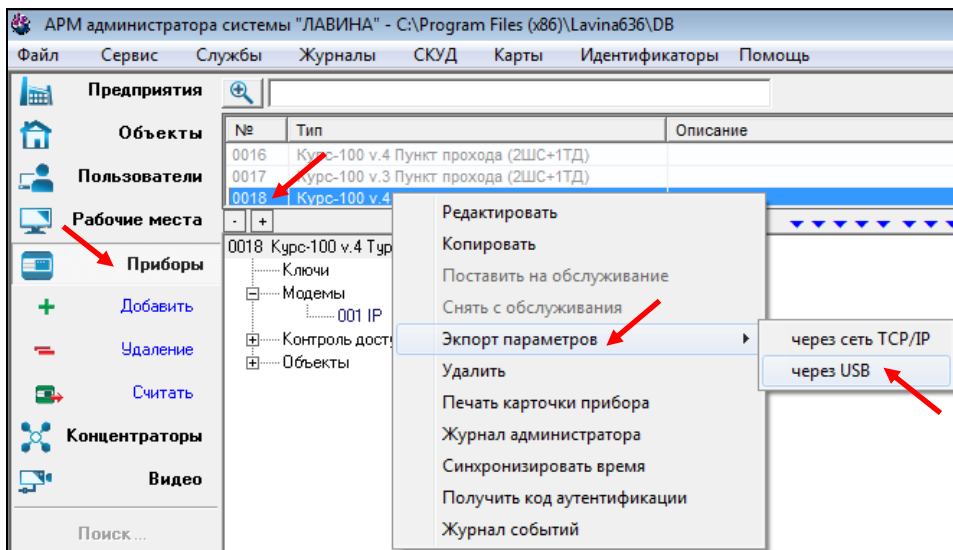 АРМ администратора системы "ЛАВИНА" - C:\Program Files (x86)\Lavina636\DB
Файл Сервис Службы Журналы СКУД Карты Идентификаторы Помощь
Предприятия
Объекты
Пользователи
Рабочие места
Приборы
Добавить
Удаление
Считать
Концентраторы
Видео
Поиск ...
№ Тип Описание
0016 Курс-100 v.4 Пункт прохода (2ШС+1ТД)
0017 Курс-100 v.3 Пункт прохода (2ШС+1ТД)
0018 Курс-100 v.4
- +
0018 Курс-100 v.4 Тур
Ключи
Модемы
001 IP
Контроль дост
Объекты
Редактировать
Копировать
Поставить на обслуживание
Снять с обслуживания
Экпорт параметров
Удалить
Печать карточки прибора
Журнал администратора
Синхронизировать время
Получить код аутентификации
Журнал событий
через сеть TCP/IP
через USB